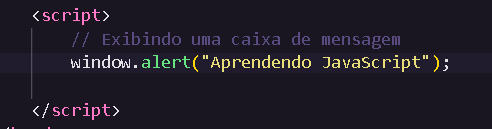 <script>
// Exibindo uma caixa de mensagem
window.alert("Aprendendo JavaScript");
</script>